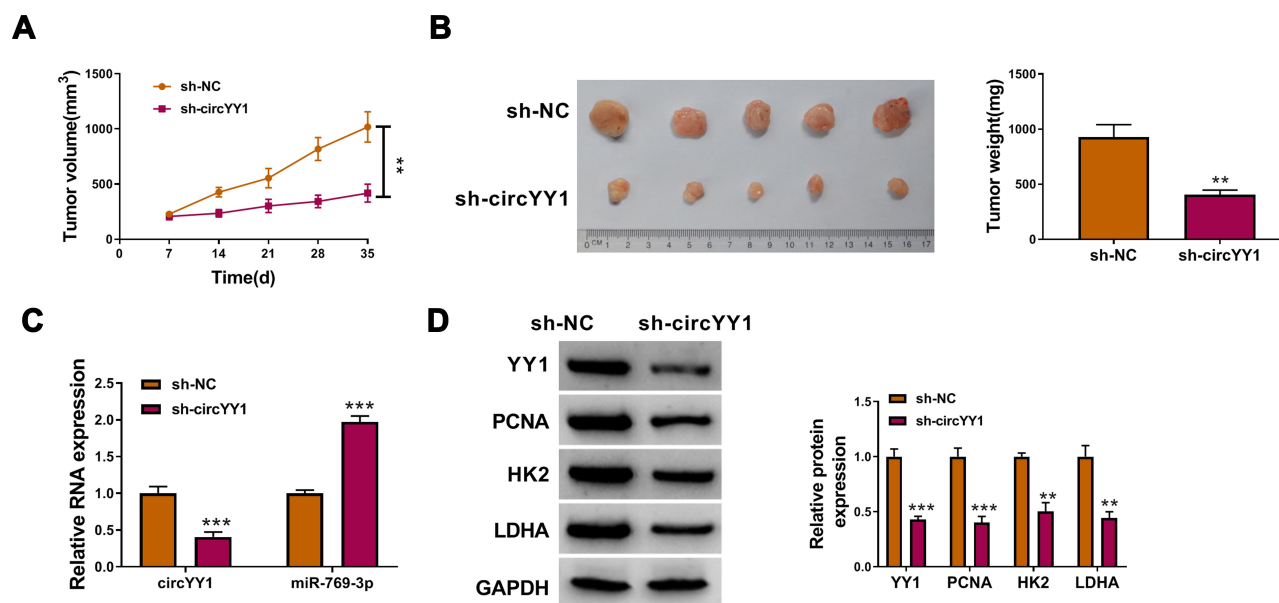 A
Tumor volume(mm3)
1500
1000
500
0
sh-NC
sh-circYY1
**
0 7 14 21 28 35
Time(d)
B
sh-NC
sh-circYY1
0 CM 1 2 3 4 5 6 7 8 9 10 11 12 13 14 15 16 17
Tumor weight(mg)
1500
1000
500
0
**
sh-NC sh-circYY1
C
Relative RNA expression
2.5
2.0
1.5
1.0
0.5
0.0
sh-NC
sh-circYY1
***
***
circYY1 miR-769-3p
D
sh-NC sh-circYY1
YY1
PCNA
HK2
LDHA
GAPDH
Relative protein
expression
1.5
1.0
0.5
0.0
sh-NC
sh-circYY1
*** *** ** **
YY1 PCNA HK2 LDHA